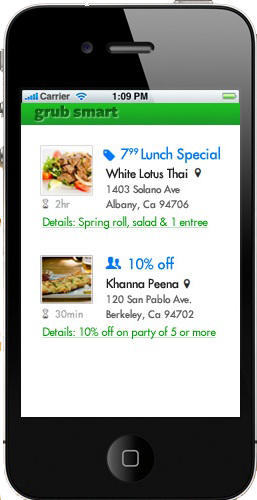 Carrier 1:09 PM
grub smart
7⁹⁹ Lunch Special
White Lotus Thai
1403 Solano Ave
2hr Albany, Ca 94706
Details: Spring roll, salad & 1 entree
10% off
Khanna Peena
120 San Pablo Ave.
30min Berkeley, Ca 94702
Details: 10% off on party of 5 or more